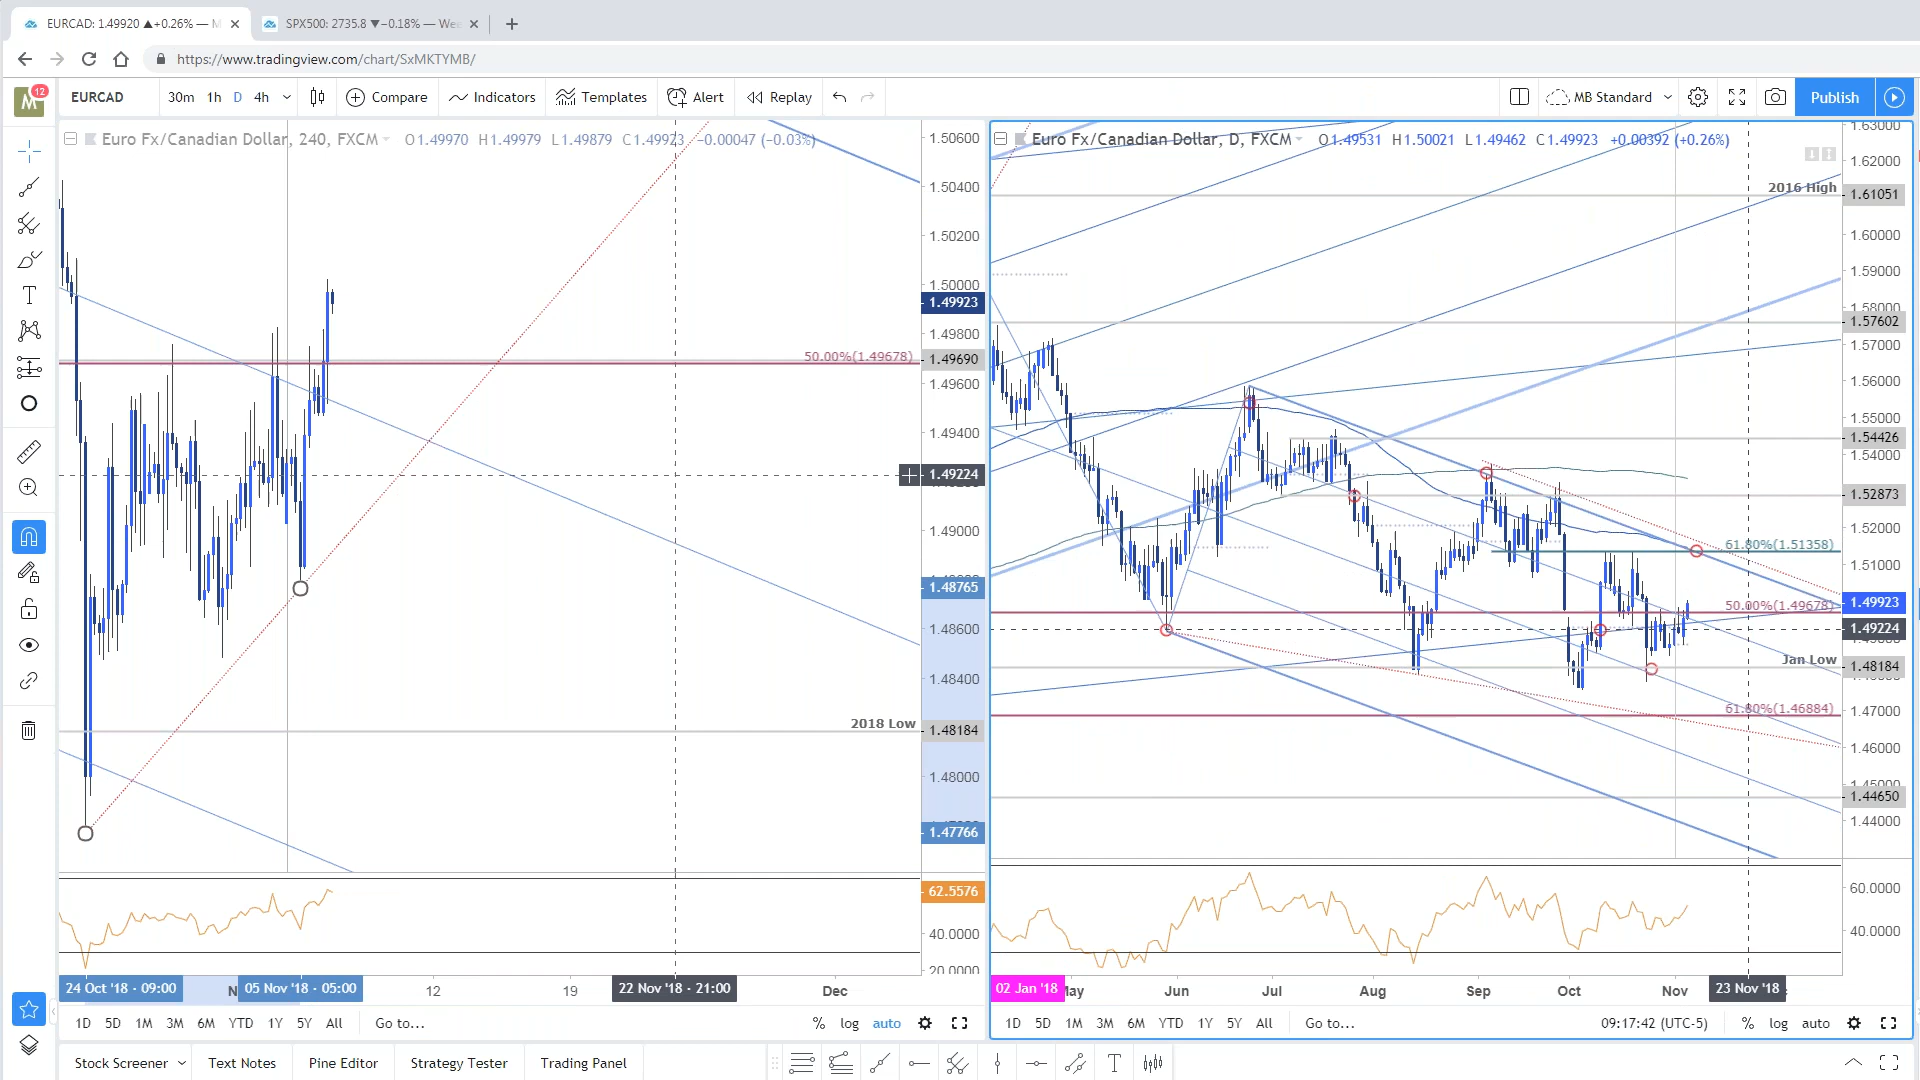 EURCAD: 1.49920 ▲+0.26% — M
SPX500: 2735.8 ▼−0.18% — We
https://www.tradingview.com/chart/SxMKTYMB/
M
12
EURCAD
30m 1h D 4h
Compare
Indicators
Templates
Alert
Replay
MB Standard
Publish
Euro Fx/Canadian Dollar, 240, FXCM
O1.49970 H1.49979 L1.49879 C1.49923 −0.00047 (−0.03%)
1.50600
1.50400
1.50200
1.50000
1.49923
1.49800
50.00%(1.49678)
1.49690
1.49600
1.49400
1.49224
1.49000
1.48765
1.48600
1.48400
2018 Low
1.48184
1.48000
1.47766
62.5576
40.0000
20.0000
24 Oct '18 - 09:00
N
05 Nov '18 - 05:00
12
19
22 Nov '18 - 21:00
Dec
1D 5D 1M 3M 6M YTD 1Y 5Y All
Go to...
% log auto
Euro Fx/Canadian Dollar, D, FXCM
O1.49531 H1.50021 L1.49462 C1.49923 +0.00392 (+0.26%)
1.63000
1.62000
2016 High
1.61051
1.60000
1.59000
1.58000
1.57602
1.57000
1.56000
1.55000
1.54426
1.54000
1.52873
1.52000
61.80%(1.51358)
1.51000
1.49923
50.00%(1.49678)
1.49224
Jan Low
1.48184
61.80%(1.46884)
1.47000
1.46000
1.45000
1.44650
1.44000
60.0000
40.0000
02 Jan '18
May
Jun
Jul
Aug
Sep
Oct
Nov
23 Nov '18
1D 5D 1M 3M 6M YTD 1Y 5Y All
Go to...
09:17:42 (UTC-5)
% log auto
Stock Screener
Text Notes
Pine Editor
Strategy Tester
Trading Panel